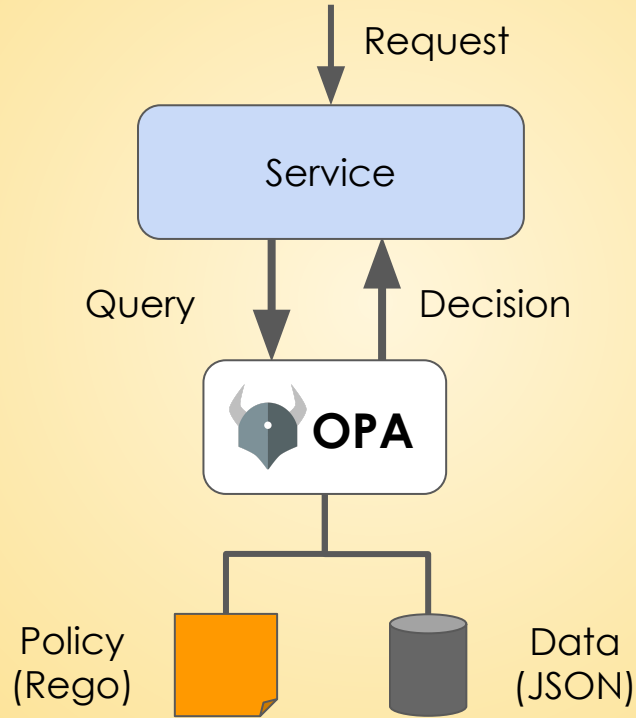 Request
Service
Query
Decision
OPA
Policy
(Rego)
Data
(JSON)